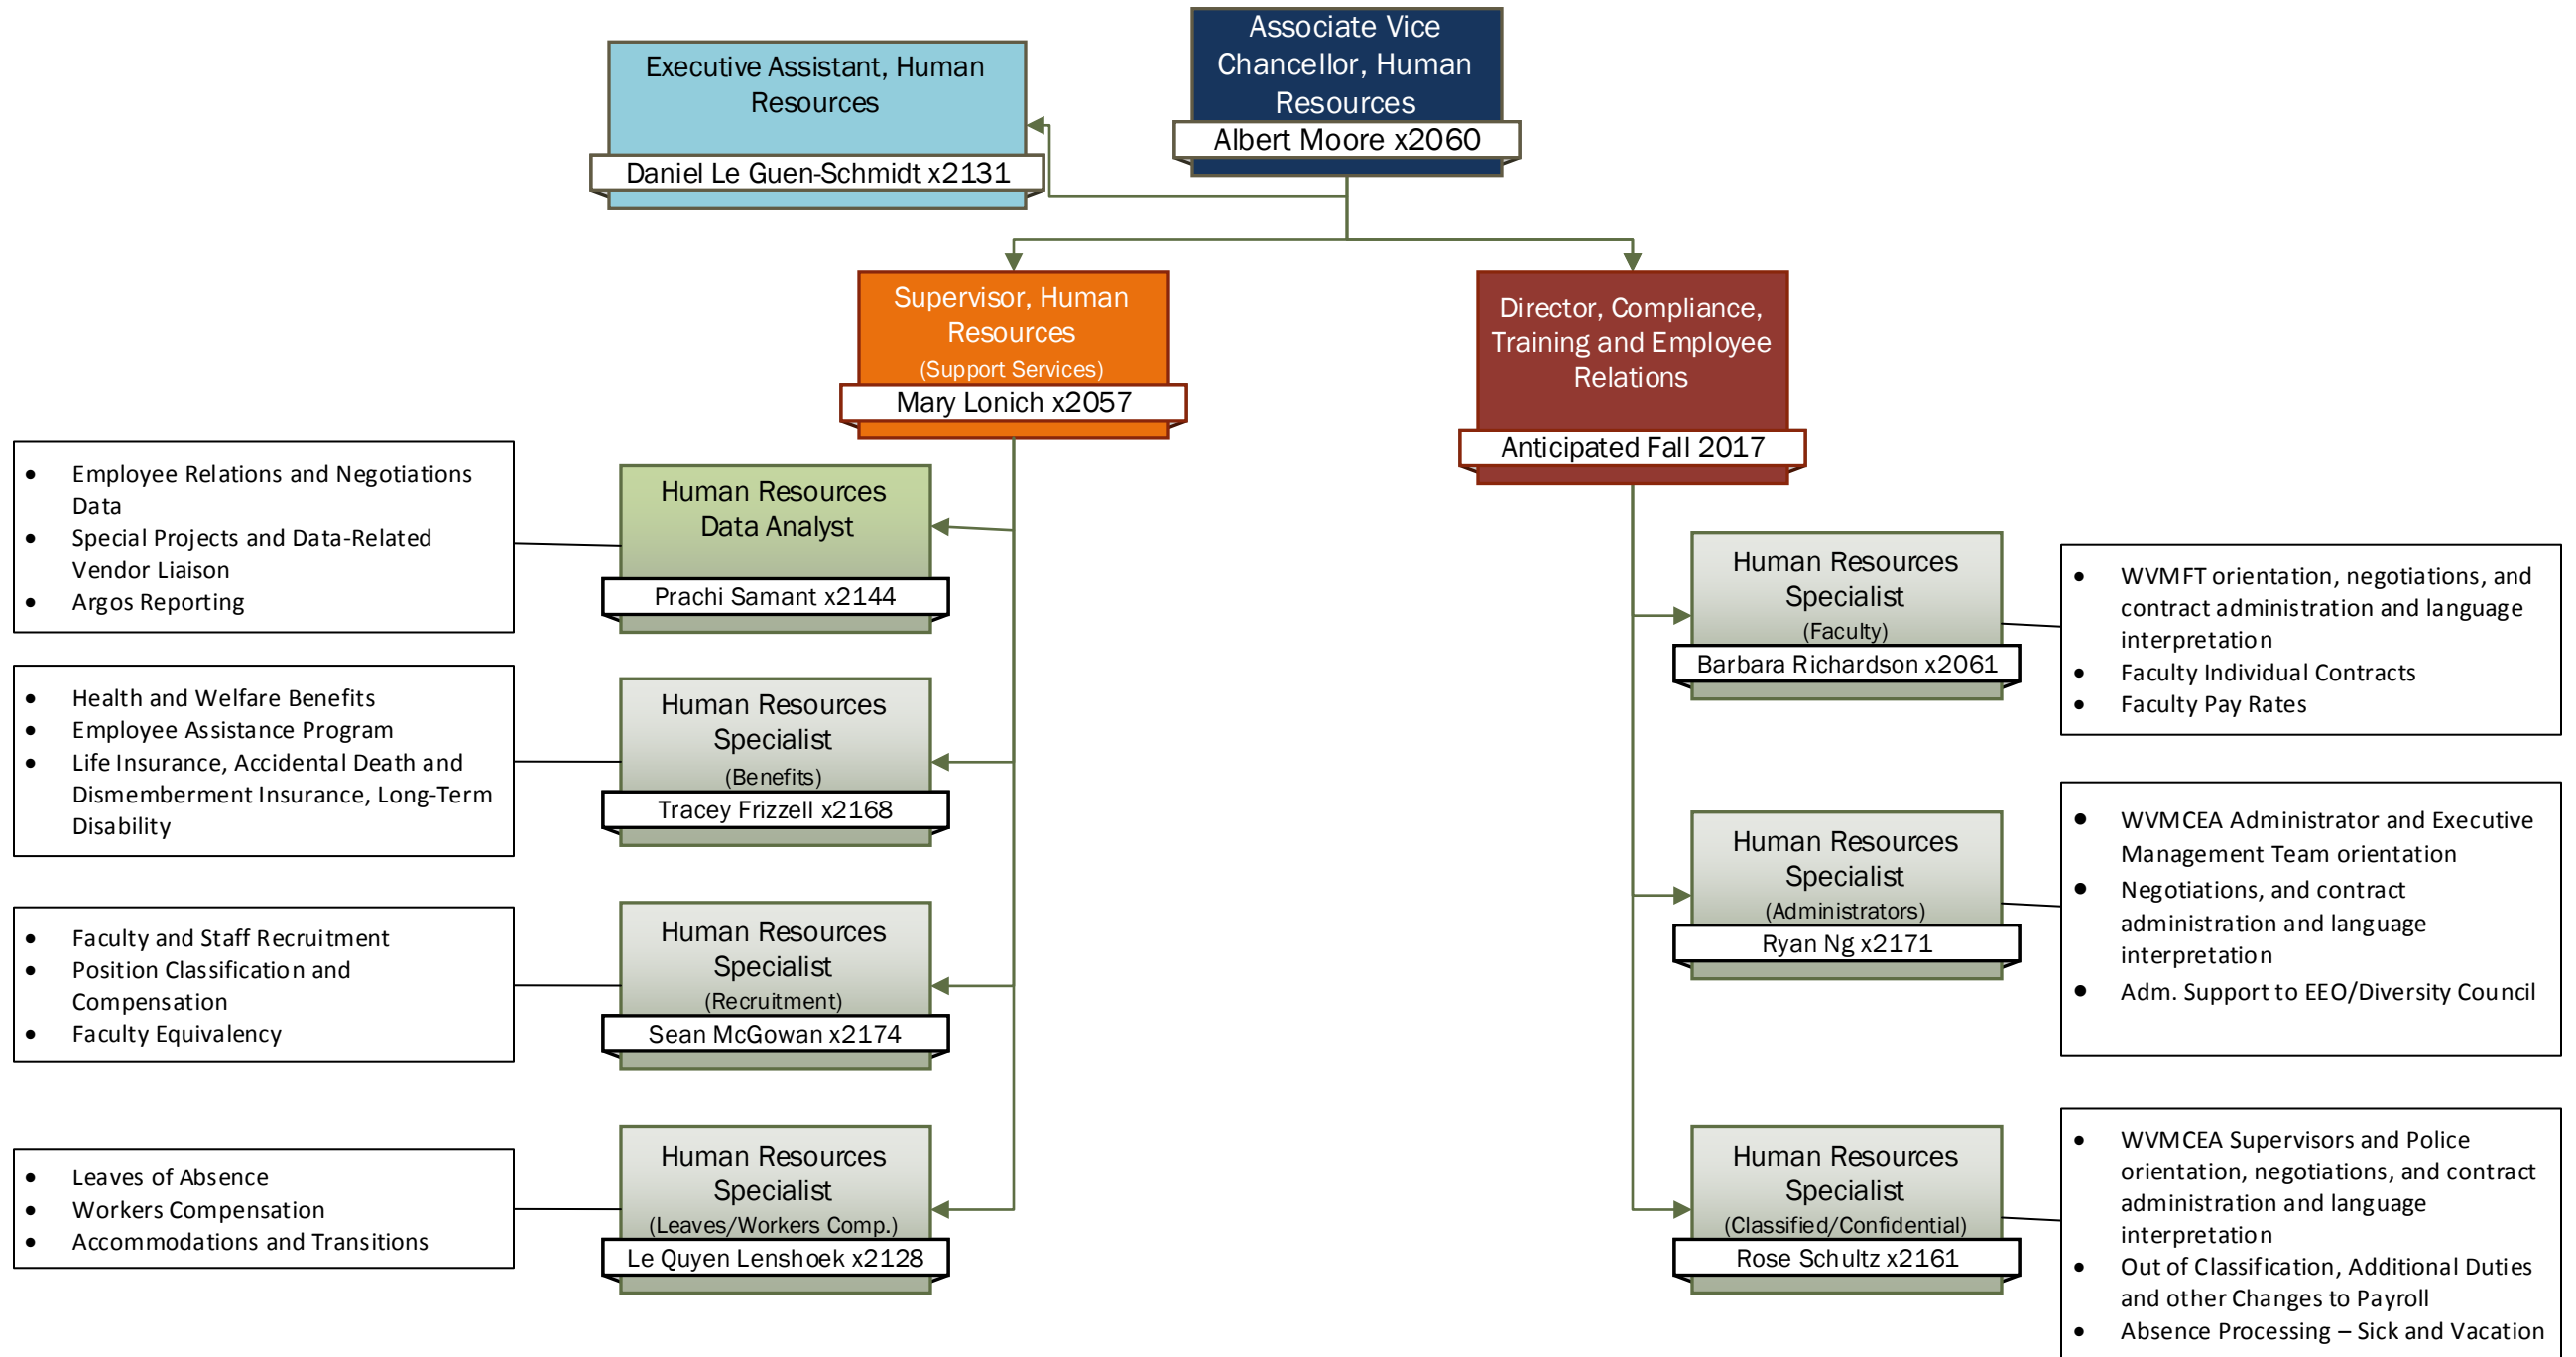 Associate Vice
Chancellor, Human
Resources
Albert Moore x2060
Executive Assistant, Human
Resources
Daniel Le Guen-Schmidt x2131
Supervisor, Human
Resources
(Support Services)
Mary Lonich x2057
Director, Compliance,
Training and Employee
Relations
Anticipated Fall 2017
• Employee Relations and Negotiations
Data
• Special Projects and Data-Related
Vendor Liaison
• Argos Reporting
Human Resources
Data Analyst
Prachi Samant x2144
• Health and Welfare Benefits
• Employee Assistance Program
• Life Insurance, Accidental Death and
Dismemberment Insurance, Long-Term
Disability
Human Resources
Specialist
(Benefits)
Tracey Frizzell x2168
• Faculty and Staff Recruitment
• Position Classification and
Compensation
• Faculty Equivalency
Human Resources
Specialist
(Recruitment)
Sean McGowan x2174
• Leaves of Absence
• Workers Compensation
• Accommodations and Transitions
Human Resources
Specialist
(Leaves/Workers Comp.)
Le Quyen Lenshoek x2128
Human Resources
Specialist
(Faculty)
Barbara Richardson x2061
• WVMFT orientation, negotiations, and
contract administration and language
interpretation
• Faculty Individual Contracts
• Faculty Pay Rates
Human Resources
Specialist
(Administrators)
Ryan Ng x2171
• WVMCEA Administrator and Executive
Management Team orientation
• Negotiations, and contract
administration and language
interpretation
• Adm. Support to EEO/Diversity Council
Human Resources
Specialist
(Classified/Confidential)
Rose Schultz x2161
• WVMCEA Supervisors and Police
orientation, negotiations, and contract
administration and language
interpretation
• Out of Classification, Additional Duties
and other Changes to Payroll
• Absence Processing – Sick and Vacation